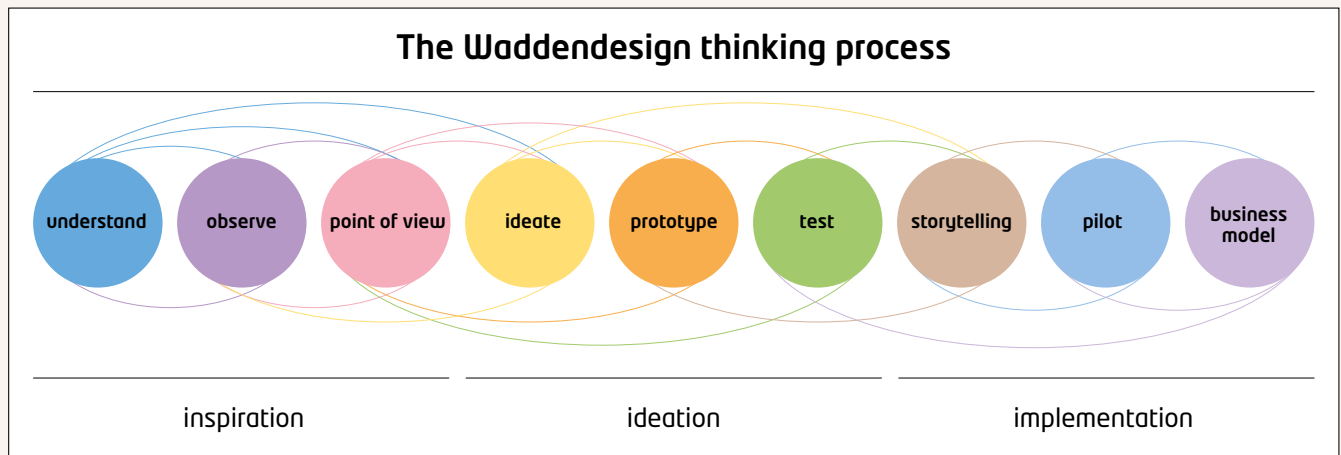 The Waddendesign thinking process
understand
observe
point of view
ideate
prototype
test
storytelling
pilot
business
model
inspiration
ideation
implementation